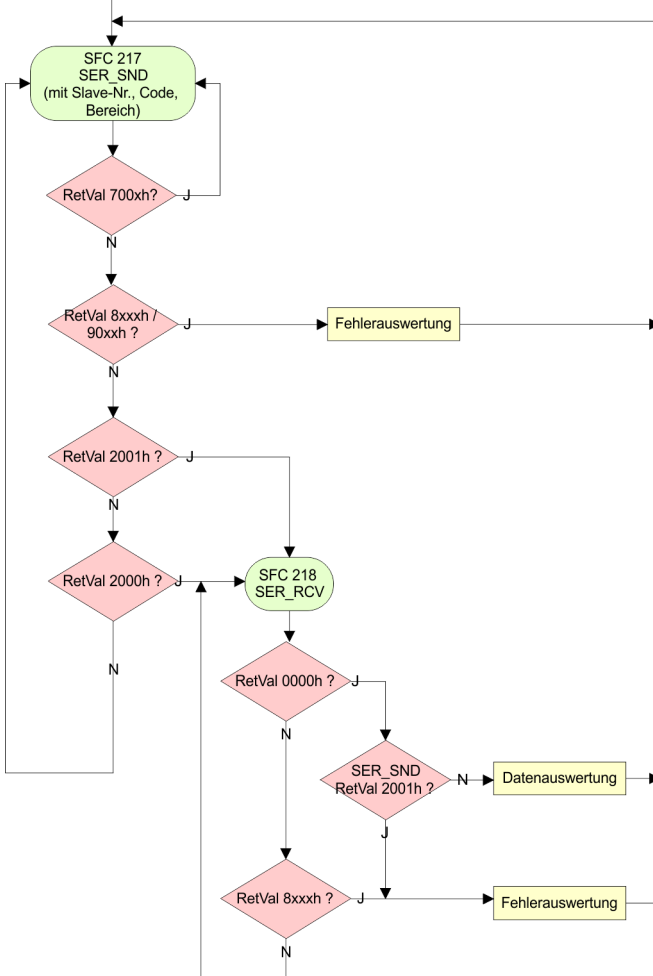 SFC 217
SER_SND
(mit Slave-Nr., Code,
Bereich)
RetVal 700xh?
J
N
RetVal 8xxxh /
90xxh ?
J
Fehlerauswertung
N
RetVal 2001h ?
J
N
RetVal 2000h ?
J
SFC 218
SER_RCV
N
RetVal 0000h ?
J
N
SER_SND
RetVal 2001h ?
N
Datenauswertung
J
RetVal 8xxxh ?
J
Fehlerauswertung
N